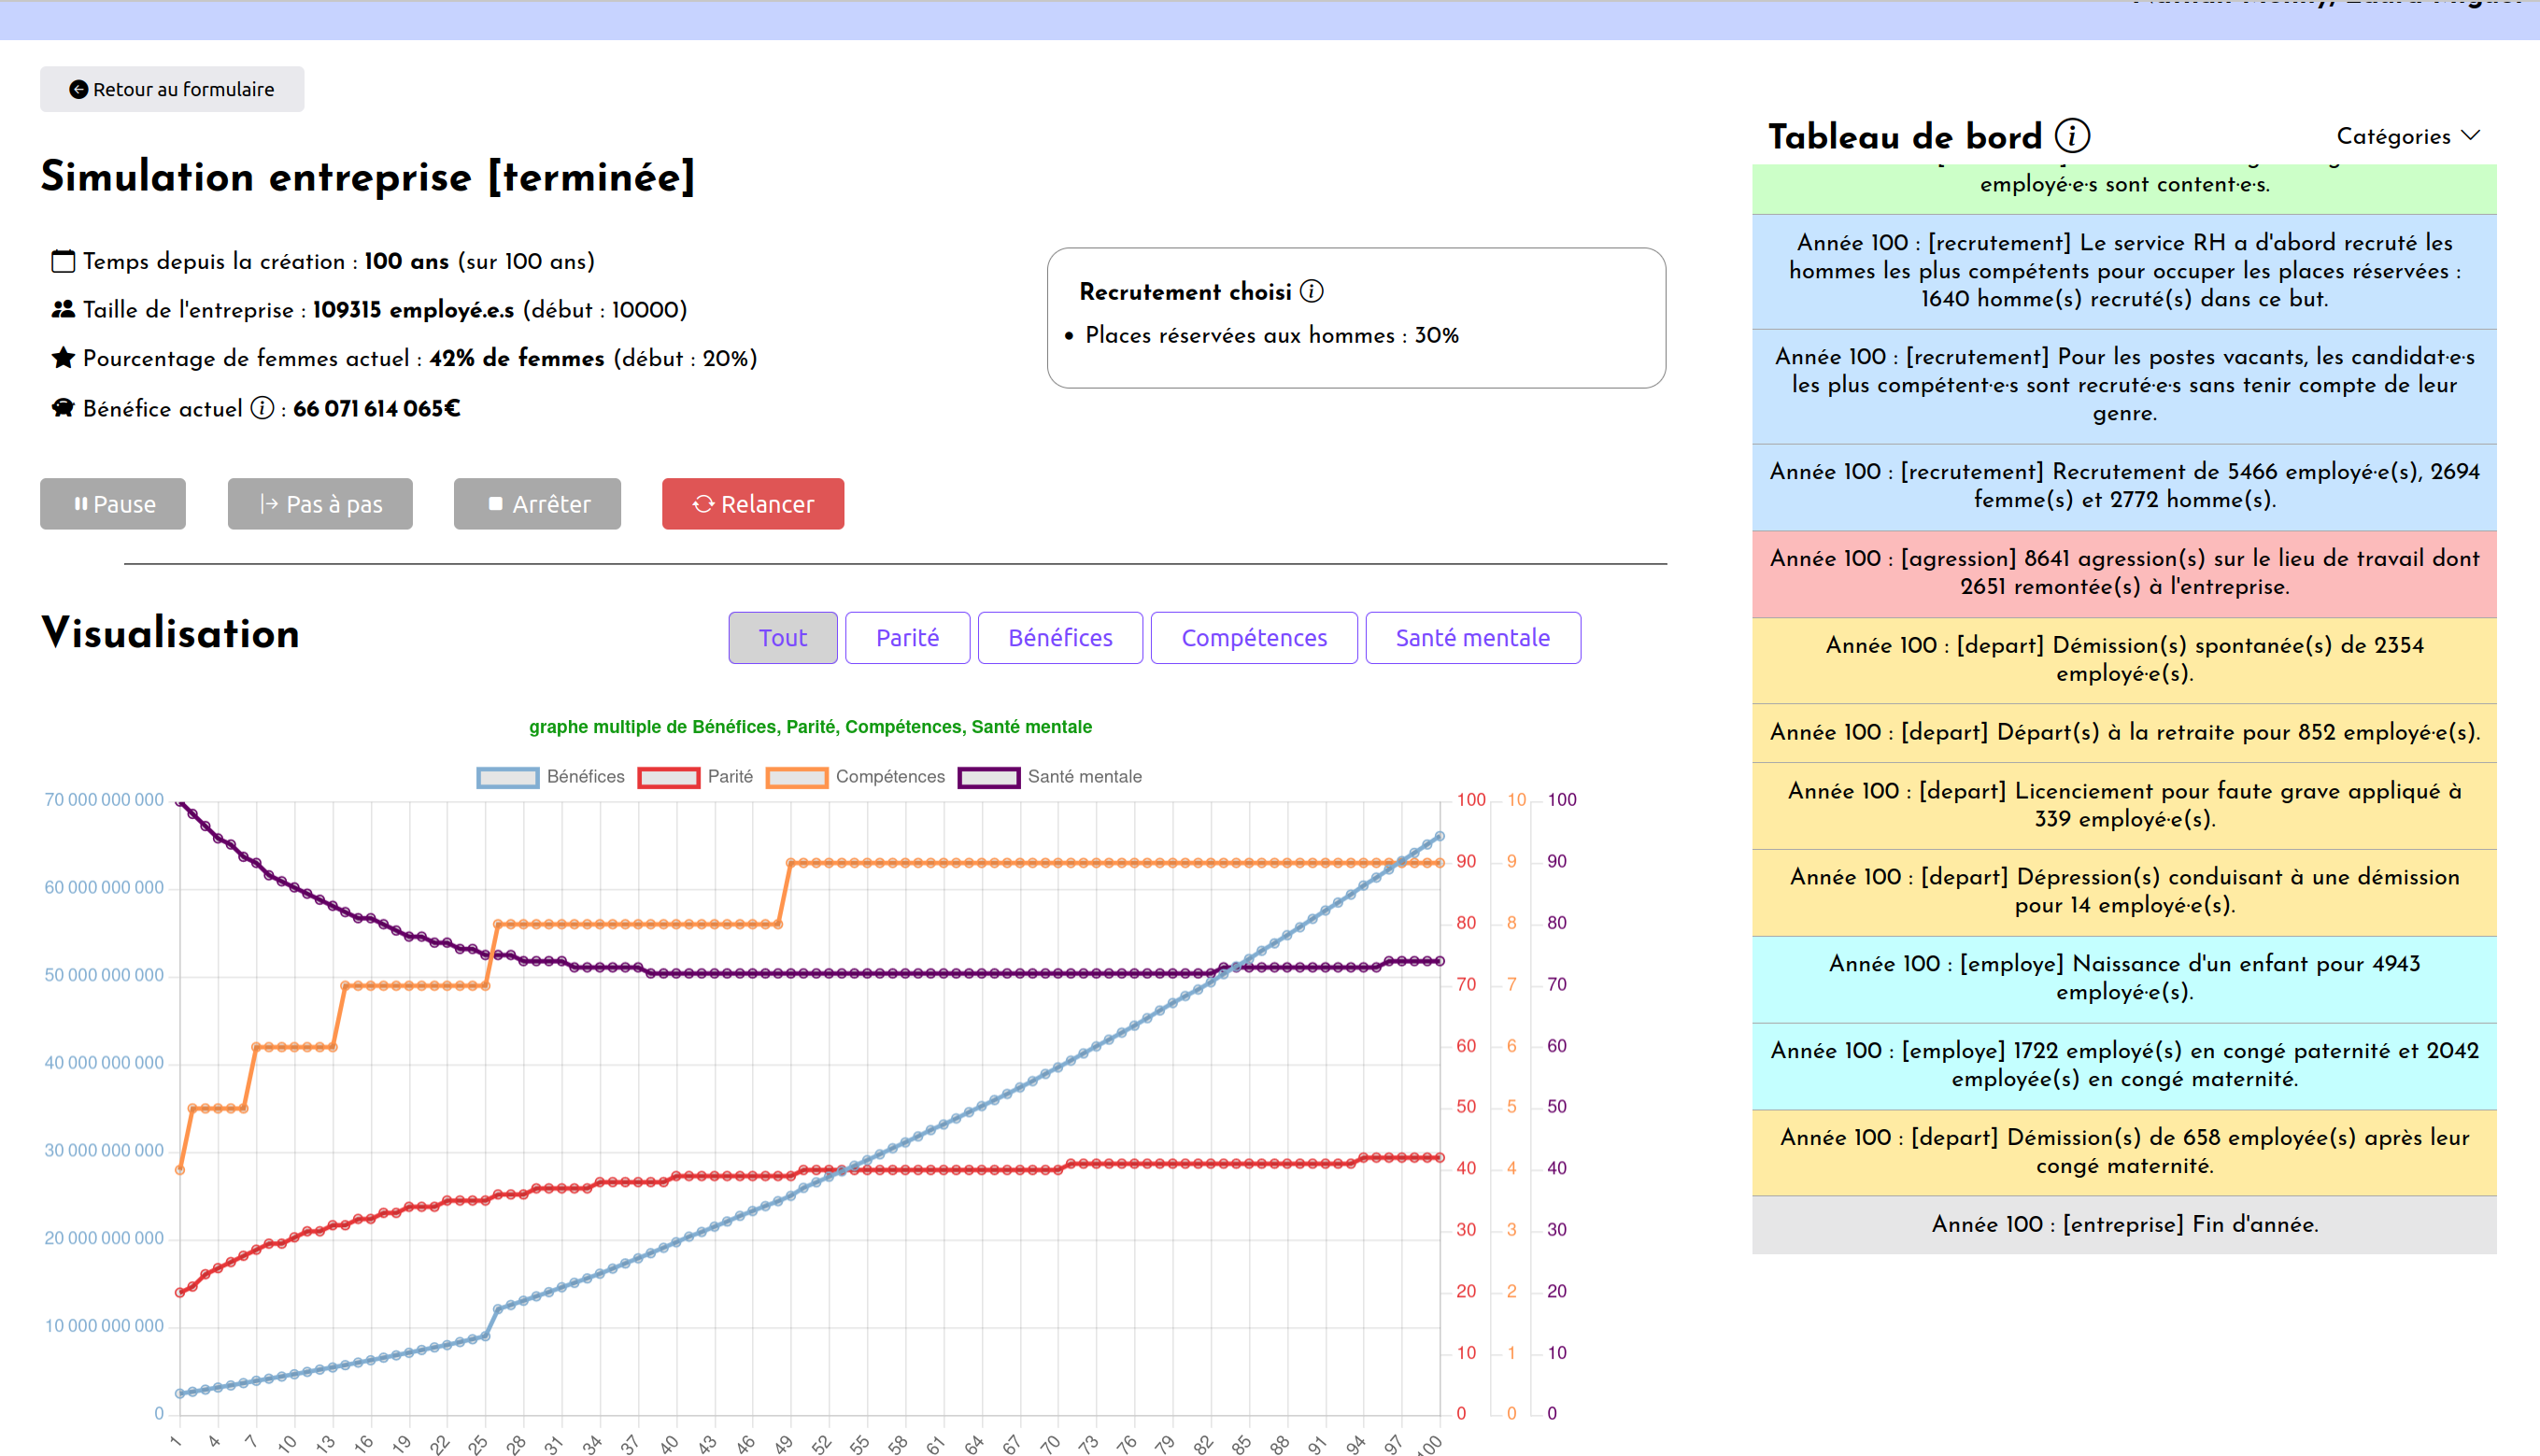 Retour au formulaire
Simulation entreprise [terminée]
Temps depuis la création : 100 ans (sur 100 ans)
Taille de l'entreprise : 109315 employé.e.s (début : 10000)
Pourcentage de femmes actuel : 42% de femmes (début : 20%)
Bénéfice actuel : 66 071 614 065€
Recrutement choisi
• Places réservées aux hommes : 30%
Pause
Pas à pas
Arrêter
Relancer
Visualisation
Tout
Parité
Bénéfices
Compétences
Santé mentale
graphe multiple de Bénéfices, Parité, Compétences, Santé mentale
Bénéfices
Parité
Compétences
Santé mentale
70 000 000 000
60 000 000 000
50 000 000 000
40 000 000 000
30 000 000 000
20 000 000 000
10 000 000 000
0
100 10 100
90 9 90
80 8 80
70 7 70
60 6 60
50 5 50
40 4 40
30 3 30
20 2 20
10 1 10
0 0 0
1 4 7 10 13 16 19 22 25 28 31 34 37 40 43 46 49 52 55 58 61 64 67 70 73 76 79 82 85 88 91 94 97 100
Tableau de bord
Catégories
employé·e·s sont content·e·s.
Année 100 : [recrutement] Le service RH a d'abord recruté les
hommes les plus compétents pour occuper les places réservées :
1640 homme(s) recruté(s) dans ce but.
Année 100 : [recrutement] Pour les postes vacants, les candidat·e·s
les plus compétent·e·s sont recruté·e·s sans tenir compte de leur
genre.
Année 100 : [recrutement] Recrutement de 5466 employé·e(s), 2694
femme(s) et 2772 homme(s).
Année 100 : [agression] 8641 agression(s) sur le lieu de travail dont
2651 remontée(s) à l'entreprise.
Année 100 : [depart] Démission(s) spontanée(s) de 2354
employé·e(s).
Année 100 : [depart] Départ(s) à la retraite pour 852 employé·e(s).
Année 100 : [depart] Licenciement pour faute grave appliqué à
339 employé·e(s).
Année 100 : [depart] Dépression(s) conduisant à une démission
pour 14 employé·e(s).
Année 100 : [employe] Naissance d'un enfant pour 4943
employé·e(s).
Année 100 : [employe] 1722 employé(s) en congé paternité et 2042
employée(s) en congé maternité.
Année 100 : [depart] Démission(s) de 658 employée(s) après leur
congé maternité.
Année 100 : [entreprise] Fin d'année.